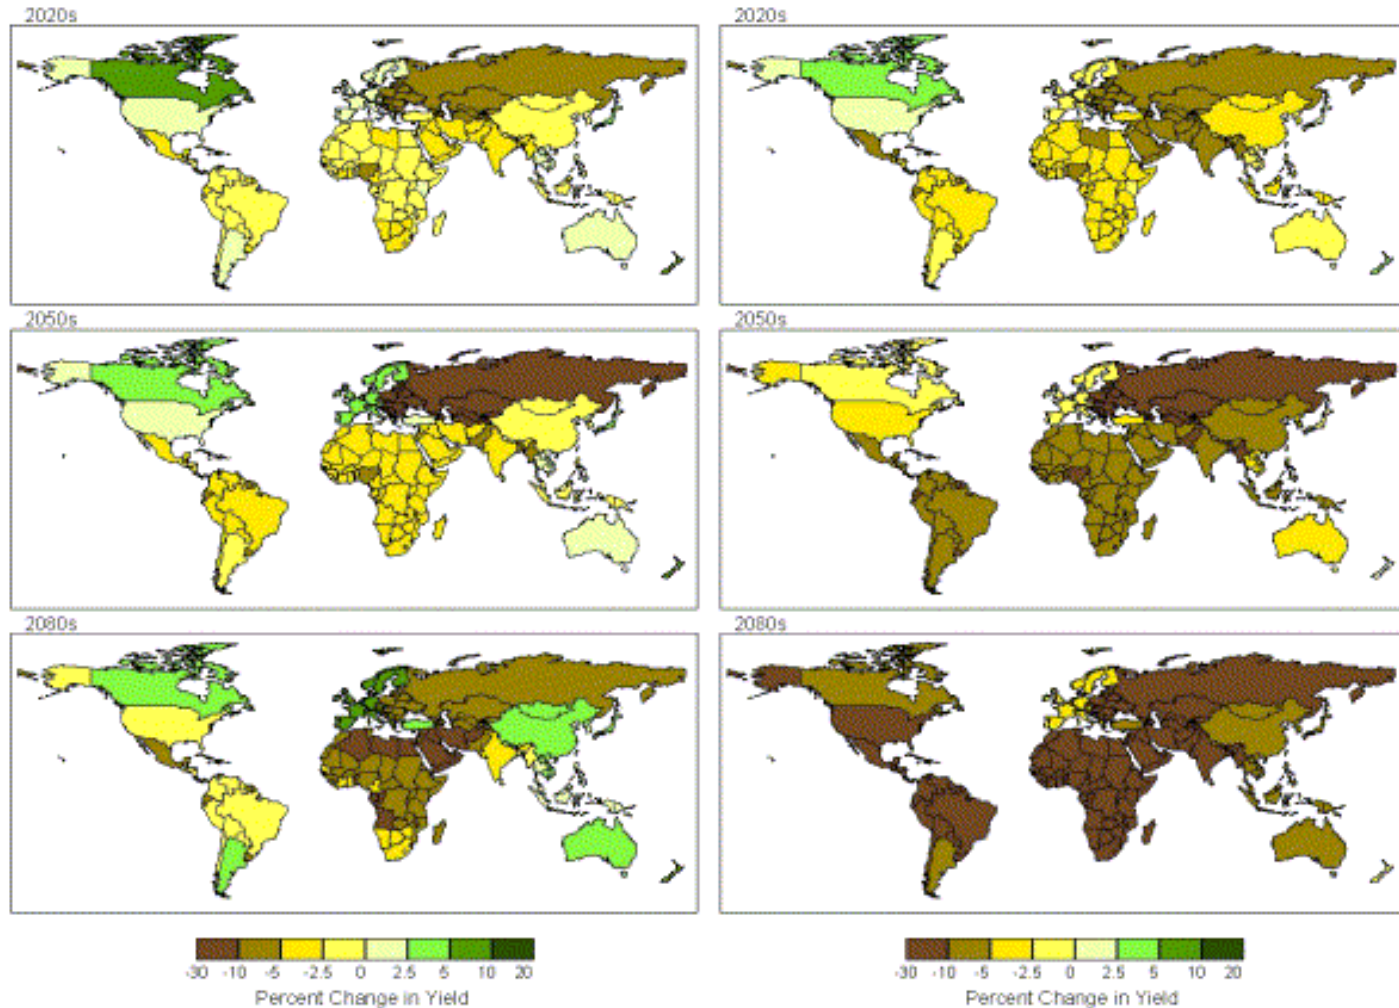 2020s 2020s
2050s 2050s
2080s 2080s
-30 -10 -5 -2.5 0 2.5 5 10 20 -30 -10 -5 -2.5 0 2.5 5 10 20
Percent Change in Yield Percent Change in Yield